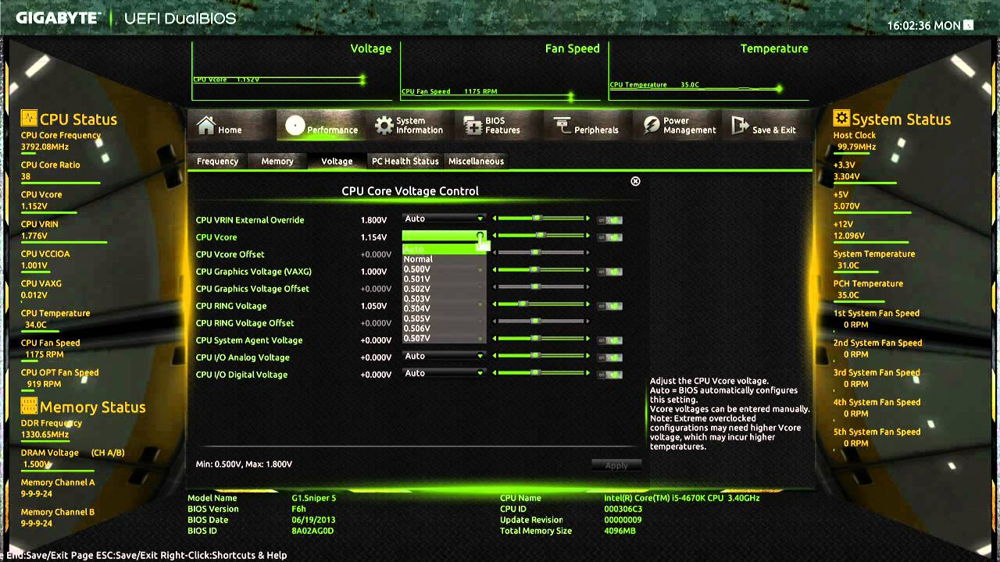 GIGABYTE™ UEFI DualBIOS
16:02:36 MON
Voltage
CPU Vcore 1.152V
Fan Speed
CPU Fan Speed 1175 RPM
Temperature
CPU Temperature 35.0C
CPU Status
CPU Core Frequency
3792.08MHz
CPU Core Ratio
38
CPU Vcore
1.152V
CPU VRIN
1.776V
CPU VCCIOA
1.001V
CPU VAXG
0.012V
CPU Temperature
34.0C
CPU Fan Speed
1175 RPM
CPU OPT Fan Speed
919 RPM
Memory Status
DDR Frequency
1330.65MHz
DRAM Voltage (CH A/B)
1.500V
Memory Channel A
9-9-9-24
Memory Channel B
9-9-9-24
Home
Performance
System
Information
BIOS
Features
Peripherals
Power
Management
Save & Exit
Frequency
Memory
Voltage
PC Health Status
Miscellaneous
CPU Core Voltage Control
CPU VRIN External Override 1.800V Auto
CPU Vcore 1.154V
CPU Vcore Offset +0.000V
CPU Graphics Voltage (VAXG) 1.000V
CPU Graphics Voltage Offset +0.000V
CPU RING Voltage 1.050V
CPU RING Voltage Offset +0.000V
CPU System Agent Voltage +0.000V
CPU I/O Analog Voltage +0.000V Auto
CPU I/O Digital Voltage +0.000V Auto
Auto
Normal
0.500V
0.501V
0.502V
0.503V
0.504V
0.505V
0.506V
0.507V
Adjust the CPU Vcore voltage.
Auto = BIOS automatically configures
this setting.
Vcore voltages can be entered manually.
Note: Extreme overclocked
configurations may need higher Vcore
voltage, which may incur higher
temperatures.
Min: 0.500V, Max: 1.800V
Apply
System Status
Host Clock
99.79MHz
+3.3V
3.304V
+5V
5.070V
+12V
12.096V
System Temperature
31.0C
PCH Temperature
35.0C
1st System Fan Speed
0 RPM
2nd System Fan Speed
0 RPM
3rd System Fan Speed
0 RPM
4th System Fan Speed
0 RPM
5th System Fan Speed
0 RPM
Model Name G1.Sniper 5
BIOS Version F6h
BIOS Date 06/19/2013
BIOS ID 8A02AG0D
CPU Name Intel(R) Core(TM) i5-4670K CPU 3.40GHz
CPU ID 000306C3
Update Revision 00000009
Total Memory Size 4096MB
e End:Save/Exit Page ESC:Save/Exit Right-Click:Shortcuts & Help